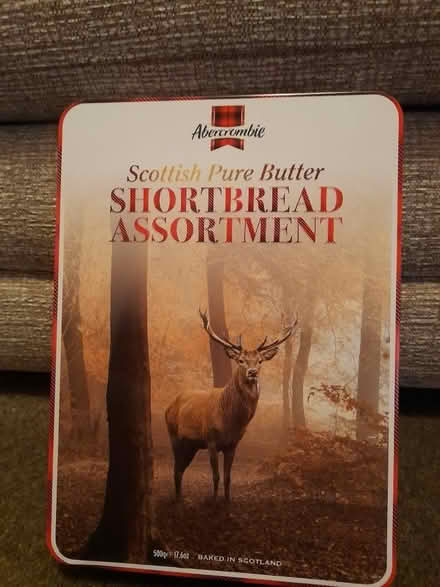 Abercrombie
Scottish Pure Butter
SHORTBREAD
ASSORTMENT
500g℮ 17.6oz BAKED IN SCOTLAND